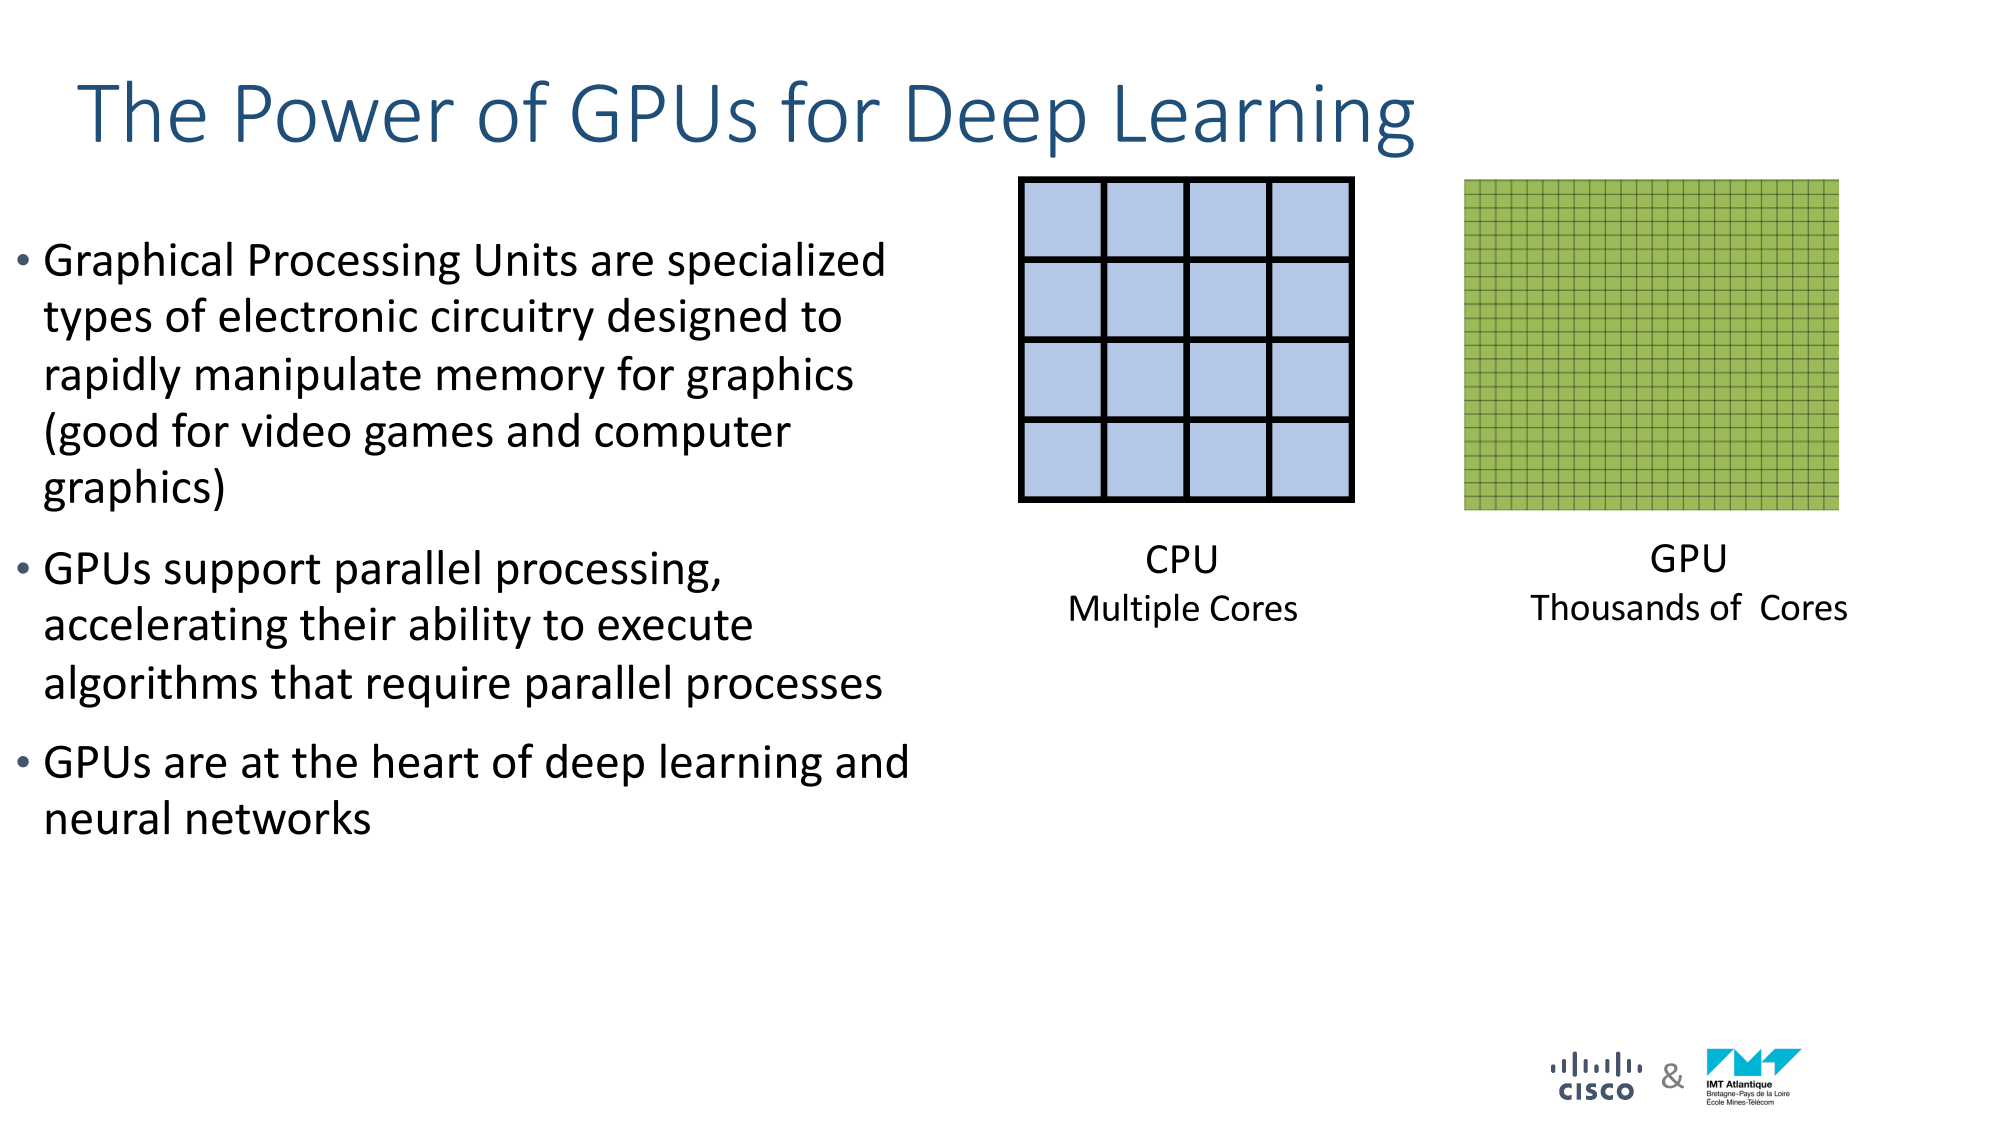 The Power of GPUs for Deep Learning
• Graphical Processing Units are specialized
types of electronic circuitry designed to
rapidly manipulate memory for graphics
(good for video games and computer
graphics)
• GPUs support parallel processing,
accelerating their ability to execute
algorithms that require parallel processes
• GPUs are at the heart of deep learning and
neural networks
CPU
Multiple Cores
GPU
Thousands of  Cores
CISCO
&
IMT Atlantique
Bretagne-Pays de la Loire
École Mines-Télécom